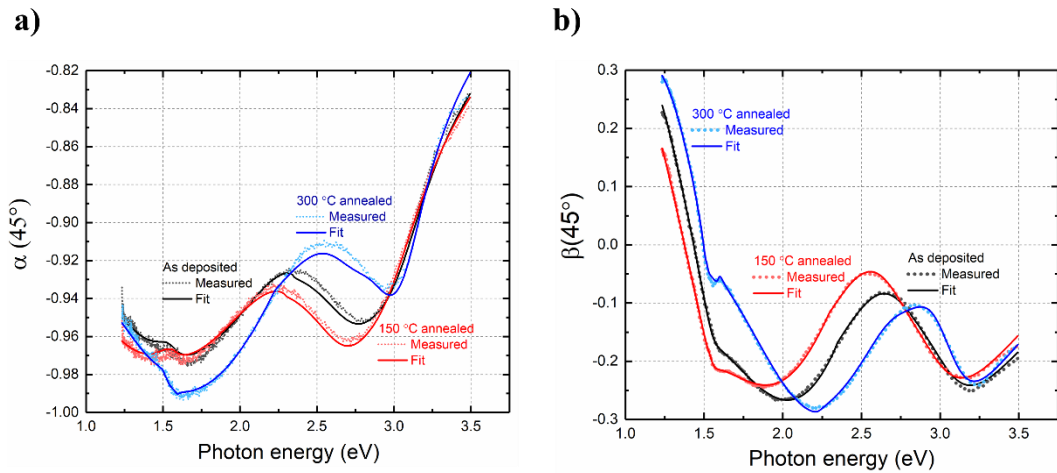 a)
-0.82
-0.84
-0.86
-0.88
-0.90
-0.92
-0.94
-0.96
-0.98
-1.00
α (45°)
300 °C annealed
Measured
Fit
As deposited
Measured
Fit
150 °C annealed
Measured
Fit
1.0 1.5 2.0 2.5 3.0 3.5
Photon energy (eV)
b)
0.3
0.2
0.1
0.0
-0.1
-0.2
-0.3
β(45°)
300 °C annealed
Measured
Fit
150 °C annealed
Measured
Fit
As deposited
Measured
Fit
1.0 1.5 2.0 2.5 3.0 3.5
Photon energy (eV)